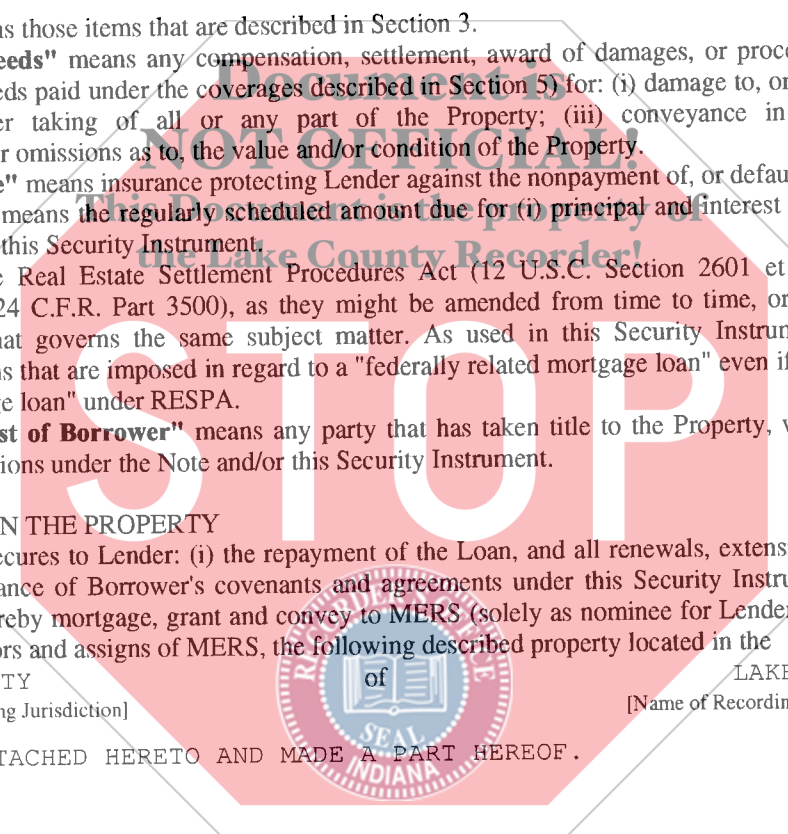 ns those items that are described in Section 3.
eeds" means any compensation, settlement, award of damages, or proc
eds paid under the coverages described in Section 5) for: (i) damage to, or
er taking of all or any part of the Property; (iii) conveyance in
r omissions as to, the value and/or condition of the Property.
e" means insurance protecting Lender against the nonpayment of, or defau
means the regularly scheduled amount due for (i) principal and interest
this Security Instrument.
e Real Estate Settlement Procedures Act (12 U.S.C. Section 2601 et
24 C.F.R. Part 3500), as they might be amended from time to time, or
hat governs the same subject matter. As used in this Security Instrum
ns that are imposed in regard to a "federally related mortgage loan" even if
ge loan" under RESPA.
st of Borrower" means any party that has taken title to the Property, v
tions under the Note and/or this Security Instrument.
N THE PROPERTY
ecures to Lender: (i) the repayment of the Loan, and all renewals, extens
ance of Borrower's covenants and agreements under this Security Instru
reby mortgage, grant and convey to MERS (solely as nominee for Lender
ors and assigns of MERS, the following described property located in the
TY of LAKE
ng Jurisdiction] [Name of Recordin
TACHED HERETO AND MADE A PART HEREOF.
Document is
NOT OFFICIAL!
This Document is the property of
the Lake County Recorder!
STOP
RECORDER'S OFFICE
SEAL
INDIANA